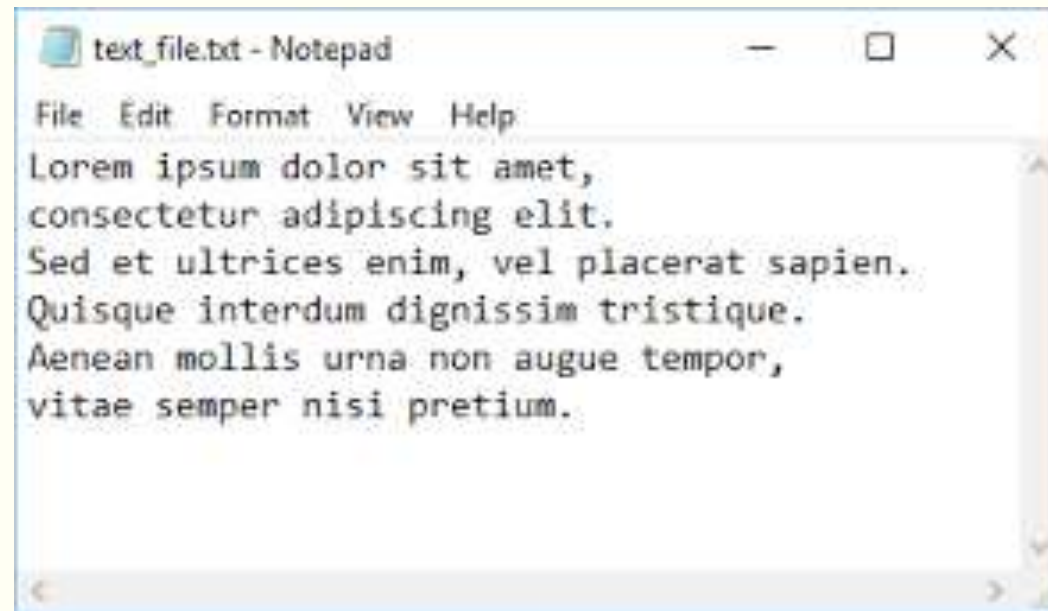 text_file.txt - Notepad
File Edit Format View Help
Lorem ipsum dolor sit amet,
consectetur adipiscing elit.
Sed et ultrices enim, vel placerat sapien.
Quisque interdum dignissim tristique.
Aenean mollis urna non augue tempor,
vitae semper nisi pretium.